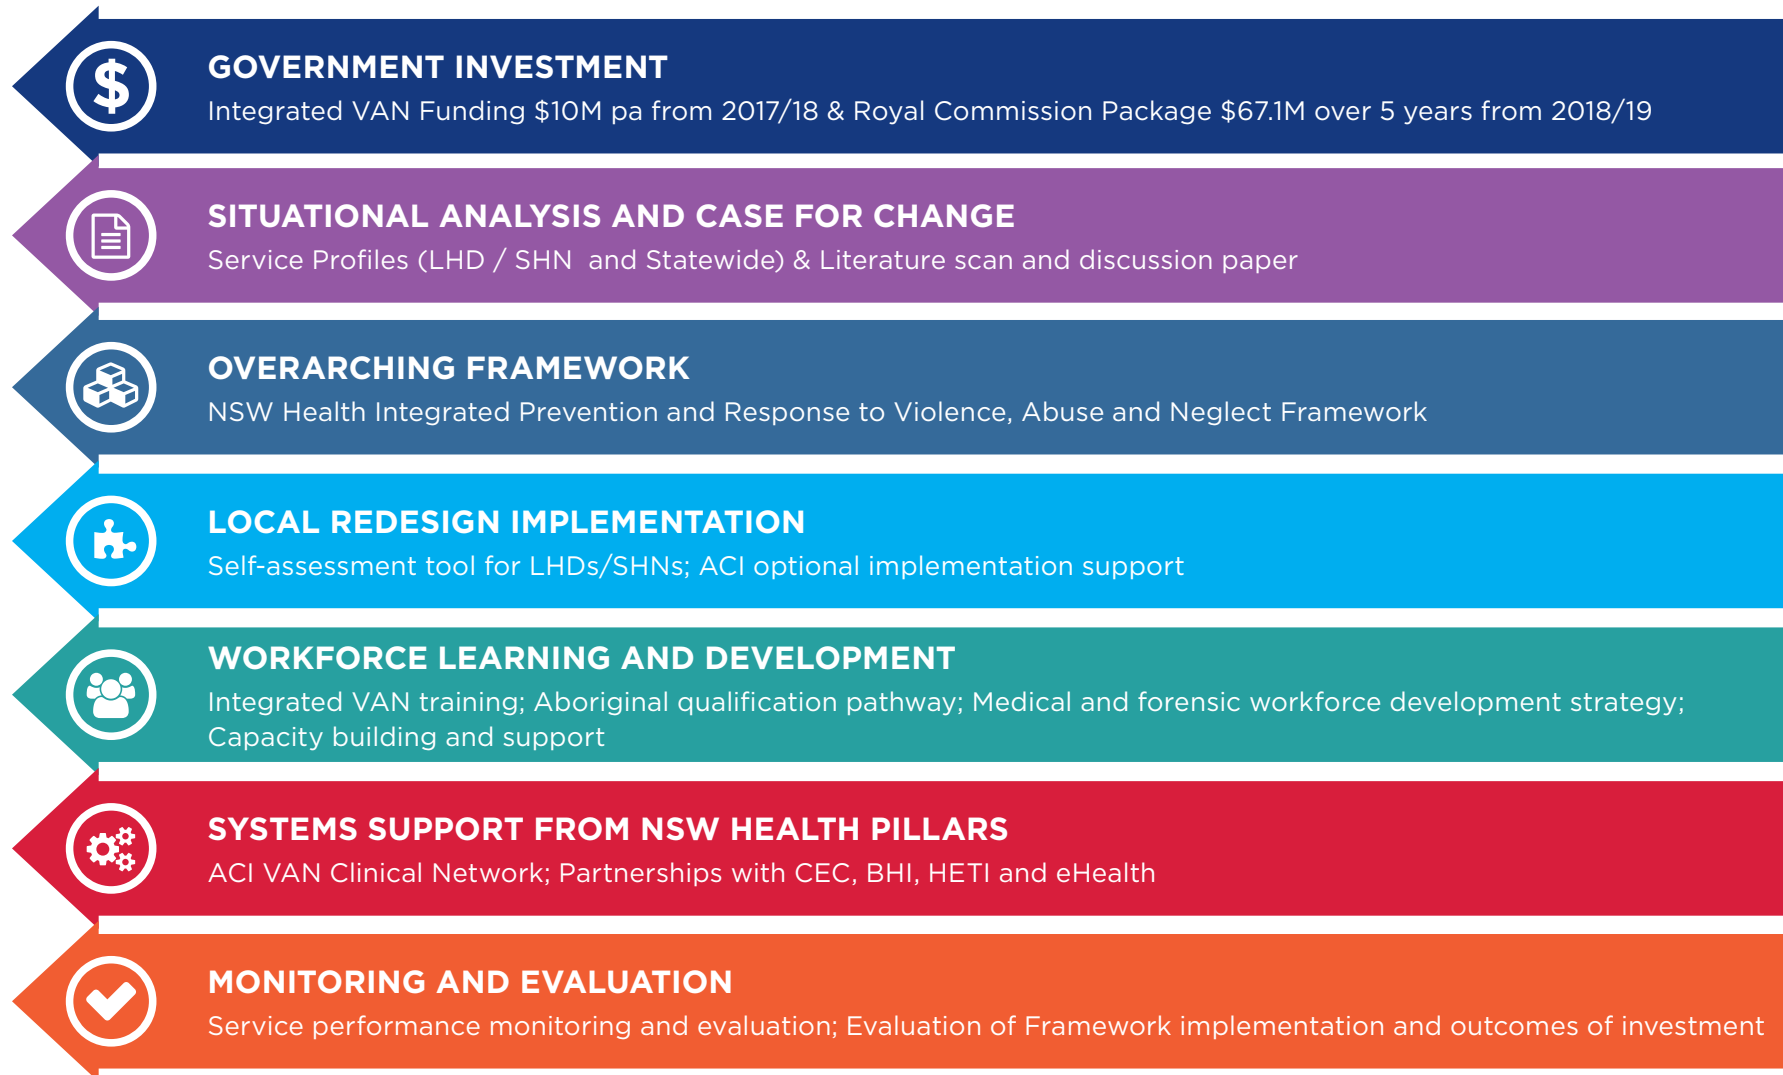 GOVERNMENT INVESTMENT
Integrated VAN Funding $10M pa from 2017/18 & Royal Commission Package $67.1M over 5 years from 2018/19
SITUATIONAL ANALYSIS AND CASE FOR CHANGE
Service Profiles (LHD / SHN and Statewide) & Literature scan and discussion paper
OVERARCHING FRAMEWORK
NSW Health Integrated Prevention and Response to Violence, Abuse and Neglect Framework
LOCAL REDESIGN IMPLEMENTATION
Self-assessment tool for LHDs/SHNs; ACI optional implementation support
WORKFORCE LEARNING AND DEVELOPMENT
Integrated VAN training; Aboriginal qualification pathway; Medical and forensic workforce development strategy;
Capacity building and support
SYSTEMS SUPPORT FROM NSW HEALTH PILLARS
ACI VAN Clinical Network; Partnerships with CEC, BHI, HETI and eHealth
MONITORING AND EVALUATION
Service performance monitoring and evaluation; Evaluation of Framework implementation and outcomes of investment